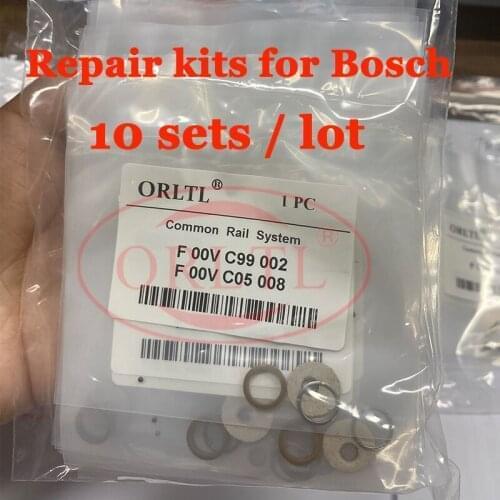 Repair kits for Bosch
10 sets / lot
ORLTL® 1 PC
Common Rail System
F 00V C99 002
F 00V C05 008
ORLTL®